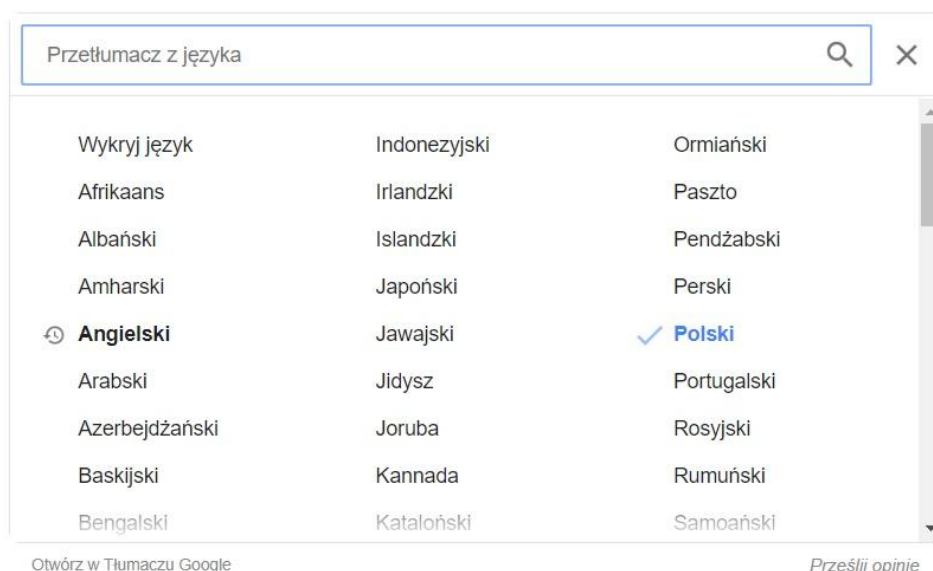 Przetłumacz z języka
Wykryj język Indonezyjski Ormiański
Afrikaans Irlandzki Paszto
Albański Islandzki Pendżabski
Amharski Japoński Perski
Angielski Jawajski Polski
Arabski Jidysz Portugalski
Azerbejdżański Joruba Rosyjski
Baskijski Kannada Rumuński
Bengalski Kataloński Samoański
Otwórz w Tłumaczu Google Prześlij opinię